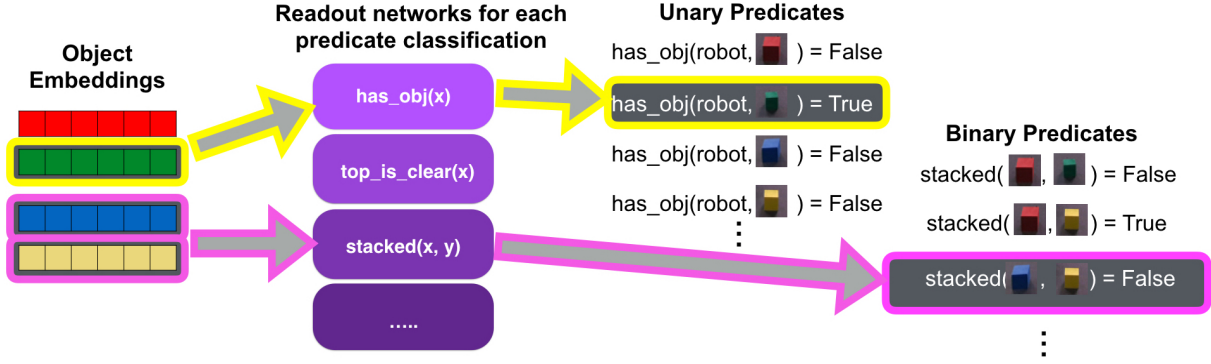 Object
Embeddings
Readout networks for each
predicate classification
has_obj(x)
top_is_clear(x)
stacked(x, y)
.....
Unary Predicates
has_obj(robot, ) = False
has_obj(robot, ) = True
has_obj(robot, ) = False
has_obj(robot, ) = False
Binary Predicates
stacked( , ) = False
stacked( , ) = True
stacked( , ) = False